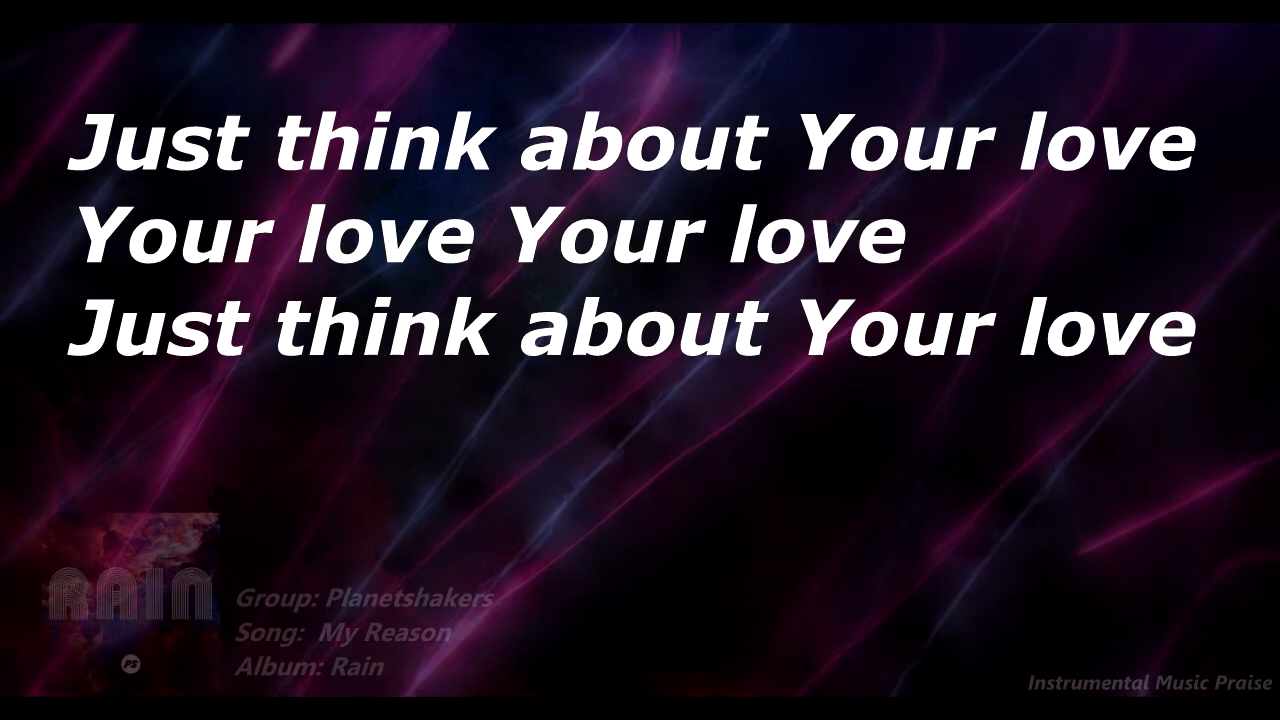 Just think about Your love
Your love Your love
Just think about Your love
RAIN
PS
Group: Planetshakers
Song: My Reason
Album: Rain
Instrumental Music Praise